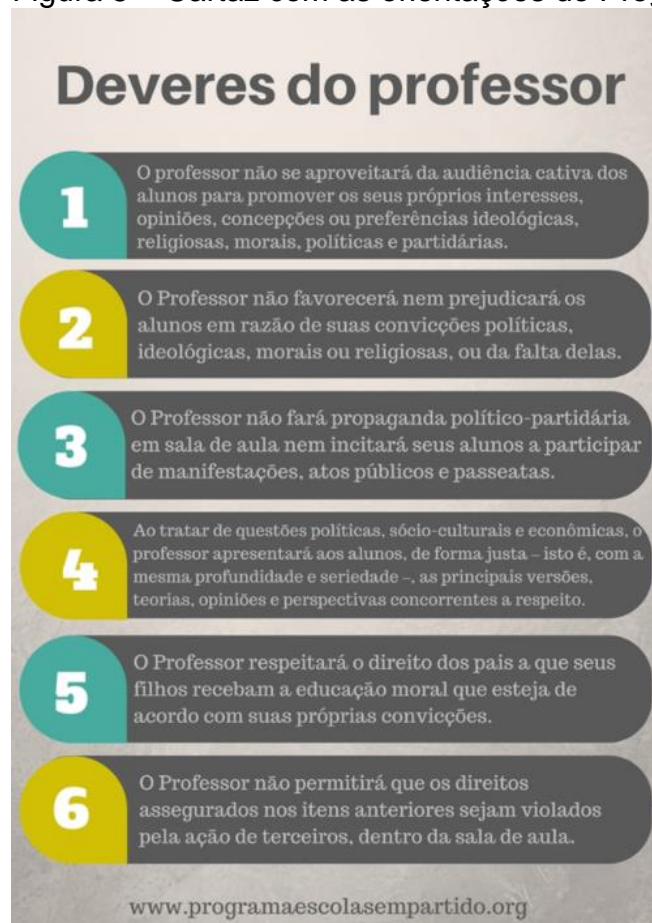 Deveres do professor
1
O professor não se aproveitará da audiência cativa dos
alunos para promover os seus próprios interesses,
opiniões, concepções ou preferências ideológicas,
religiosas, morais, políticas e partidárias.
2
O Professor não favorecerá nem prejudicará os
alunos em razão de suas convicções políticas,
ideológicas, morais ou religiosas, ou da falta delas.
3
O Professor não fará propaganda político-partidária
em sala de aula nem incitará seus alunos a participar
de manifestações, atos públicos e passeatas.
4
Ao tratar de questões políticas, sócio-culturais e econômicas, o
professor apresentará aos alunos, de forma justa – isto é, com a
mesma profundidade e seriedade –, as principais versões,
teorias, opiniões e perspectivas concorrentes a respeito.
5
O Professor respeitará o direito dos pais a que seus
filhos recebam a educação moral que esteja de
acordo com suas próprias convicções.
6
O Professor não permitirá que os direitos
assegurados nos itens anteriores sejam violados
pela ação de terceiros, dentro da sala de aula.
www.programaescolasempartido.org